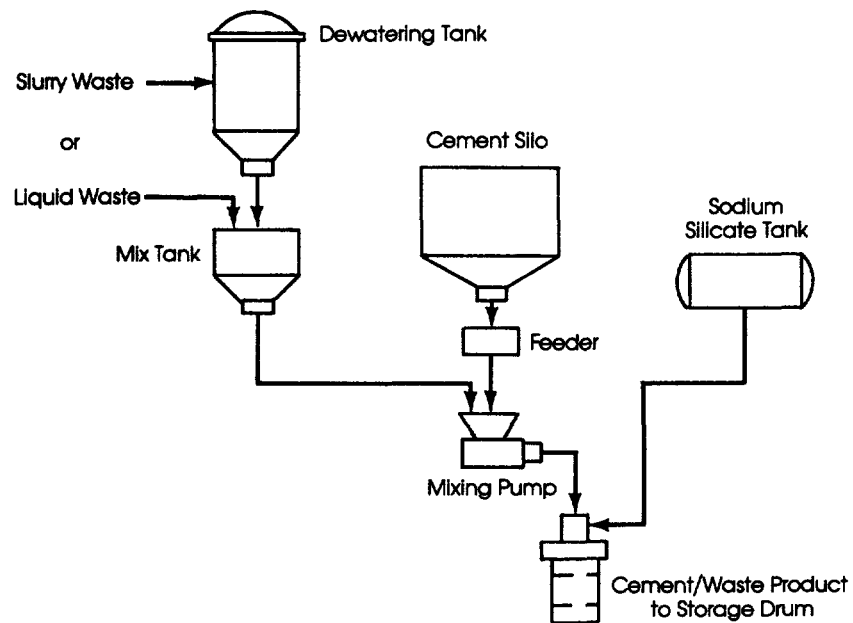 Dewatering Tank
Slurry Waste
or
Liquid Waste
Mix Tank
Cement Silo
Sodium
Silicate Tank
Feeder
Mixing Pump
Cement/Waste Product
to Storage Drum